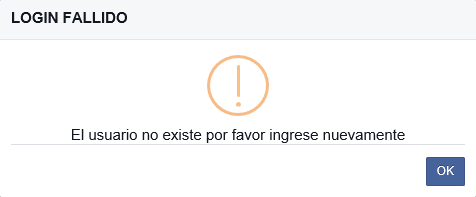 LOGIN FALLIDO
El usuario no existe por favor ingrese nuevamente
OK